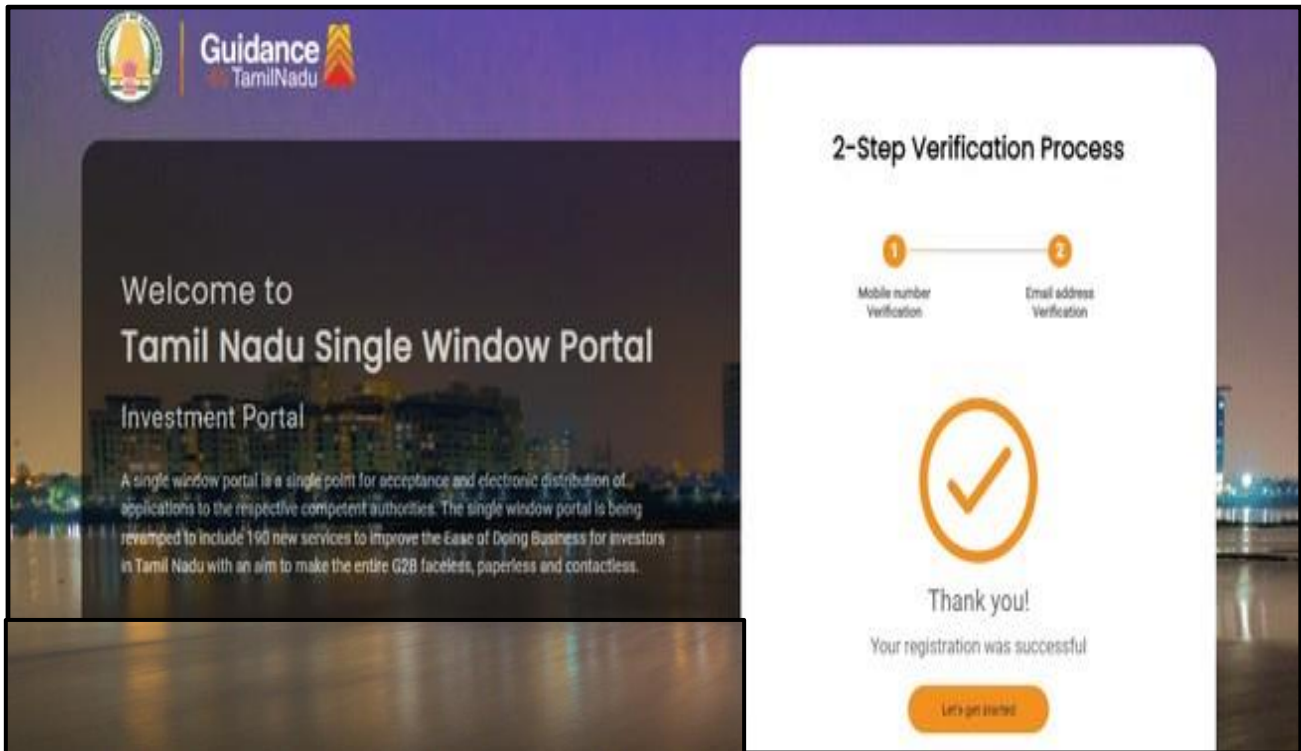 Guidance
TamilNadu
Welcome to
Tamil Nadu Single Window Portal
Investment Portal
A single window portal is a single point for acceptance and electronic distribution of
applications to the respective competent authorities. The single window portal is being
revamped to include 190 new services to improve the Ease of Doing Business for investors
in Tamil Nadu with an aim to make the entire G2B faceless, paperless and contactless.
2-Step Verification Process
1 2
Mobile number Email address
Verification Verification
Thank you!
Your registration was successful
Let's get started